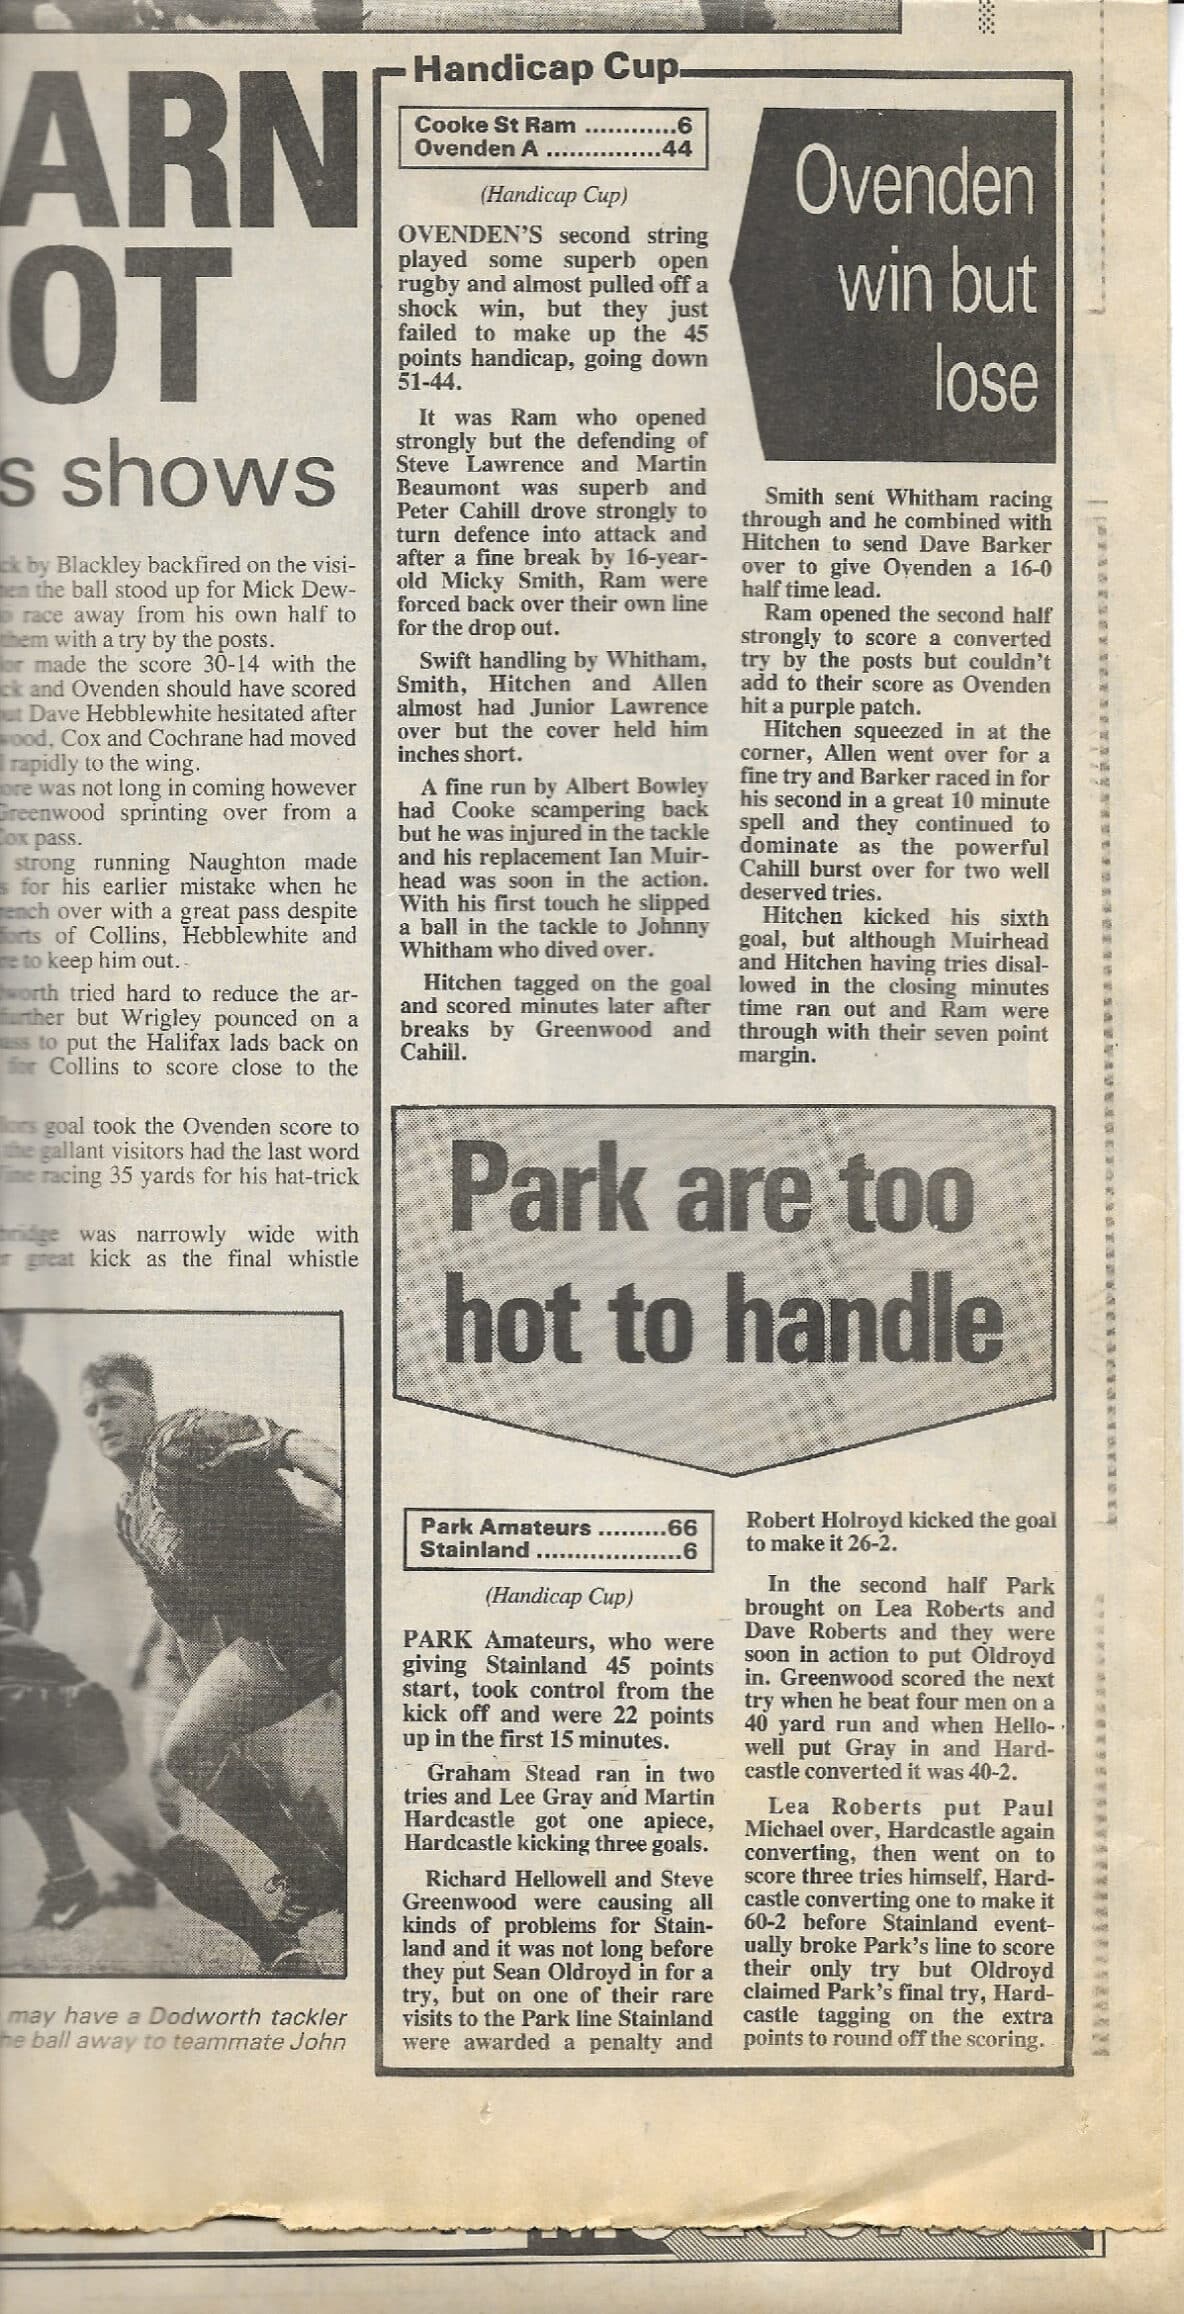 ARN
OT
s shows
by Blackley backfired on the visi-
the ball stood up for Mick Dew-
race away from his own half to
them with a try by the posts.
made the score 30-14 with the
and Ovenden should have scored
Dave Hebblewhite hesitated after
Cox and Cochrane had moved
rapidly to the wing.
was not long in coming however
Greenwood sprinting over from a
pass.
strong running Naughton made
for his earlier mistake when he
over with a great pass despite
of Collins, Hebblewhite and
to keep him out.
tried hard to reduce the ar-
but Wrigley pounced on a
to put the Halifax lads back on
for Collins to score close to the
goal took the Ovenden score to
the gallant visitors had the last word
racing 35 yards for his hat-trick
was narrowly wide with
great kick as the final whistle
may have a Dodworth tackler
he ball away to teammate John
Handicap Cup
Cooke St Ram ............6
Ovenden A ...............44
(Handicap Cup)
OVENDEN'S second string
played some superb open
rugby and almost pulled off a
shock win, but they just
failed to make up the 45
points handicap, going down
51-44.
It was Ram who opened
strongly but the defending of
Steve Lawrence and Martin
Beaumont was superb and
Peter Cahill drove strongly to
turn defence into attack and
after a fine break by 16-year-
old Micky Smith, Ram were
forced back over their own line
for the drop out.
Swift handling by Whitham,
Smith, Hitchen and Allen
almost had Junior Lawrence
over but the cover held him
inches short.
A fine run by Albert Bowley
had Cooke scampering back
but he was injured in the tackle
and his replacement Ian Muir-
head was soon in the action.
With his first touch he slipped
a ball in the tackle to Johnny
Whitham who dived over.
Hitchen tagged on the goal
and scored minutes later after
breaks by Greenwood and
Cahill.
Ovenden
win but
lose
Smith sent Whitham racing
through and he combined with
Hitchen to send Dave Barker
over to give Ovenden a 16-0
half time lead.
Ram opened the second half
strongly to score a converted
try by the posts but couldn't
add to their score as Ovenden
hit a purple patch.
Hitchen squeezed in at the
corner, Allen went over for a
fine try and Barker raced in for
his second in a great 10 minute
spell and they continued to
dominate as the powerful
Cahill burst over for two well
deserved tries.
Hitchen kicked his sixth
goal, but although Muirhead
and Hitchen having tries disal-
lowed in the closing minutes
time ran out and Ram were
through with their seven point
margin.
Park are too
hot to handle
Park Amateurs .........66
Stainland ...................6
(Handicap Cup)
PARK Amateurs, who were
giving Stainland 45 points
start, took control from the
kick off and were 22 points
up in the first 15 minutes.
Graham Stead ran in two
tries and Lee Gray and Martin
Hardcastle got one apiece,
Hardcastle kicking three goals.
Richard Hellowell and Steve
Greenwood were causing all
kinds of problems for Stain-
land and it was not long before
they put Sean Oldroyd in for a
try, but on one of their rare
visits to the Park line Stainland
were awarded a penalty and
Robert Holroyd kicked the goal
to make it 26-2.
In the second half Park
brought on Lea Roberts and
Dave Roberts and they were
soon in action to put Oldroyd
in. Greenwood scored the next
try when he beat four men on a
40 yard run and when Hello-
well put Gray in and Hard-
castle converted it was 40-2.
Lea Roberts put Paul
Michael over, Hardcastle again
converting, then went on to
score three tries himself, Hard-
castle converting one to make it
60-2 before Stainland event-
ually broke Park's line to score
their only try but Oldroyd
claimed Park's final try, Hard-
castle tagging on the extra
points to round off the scoring.